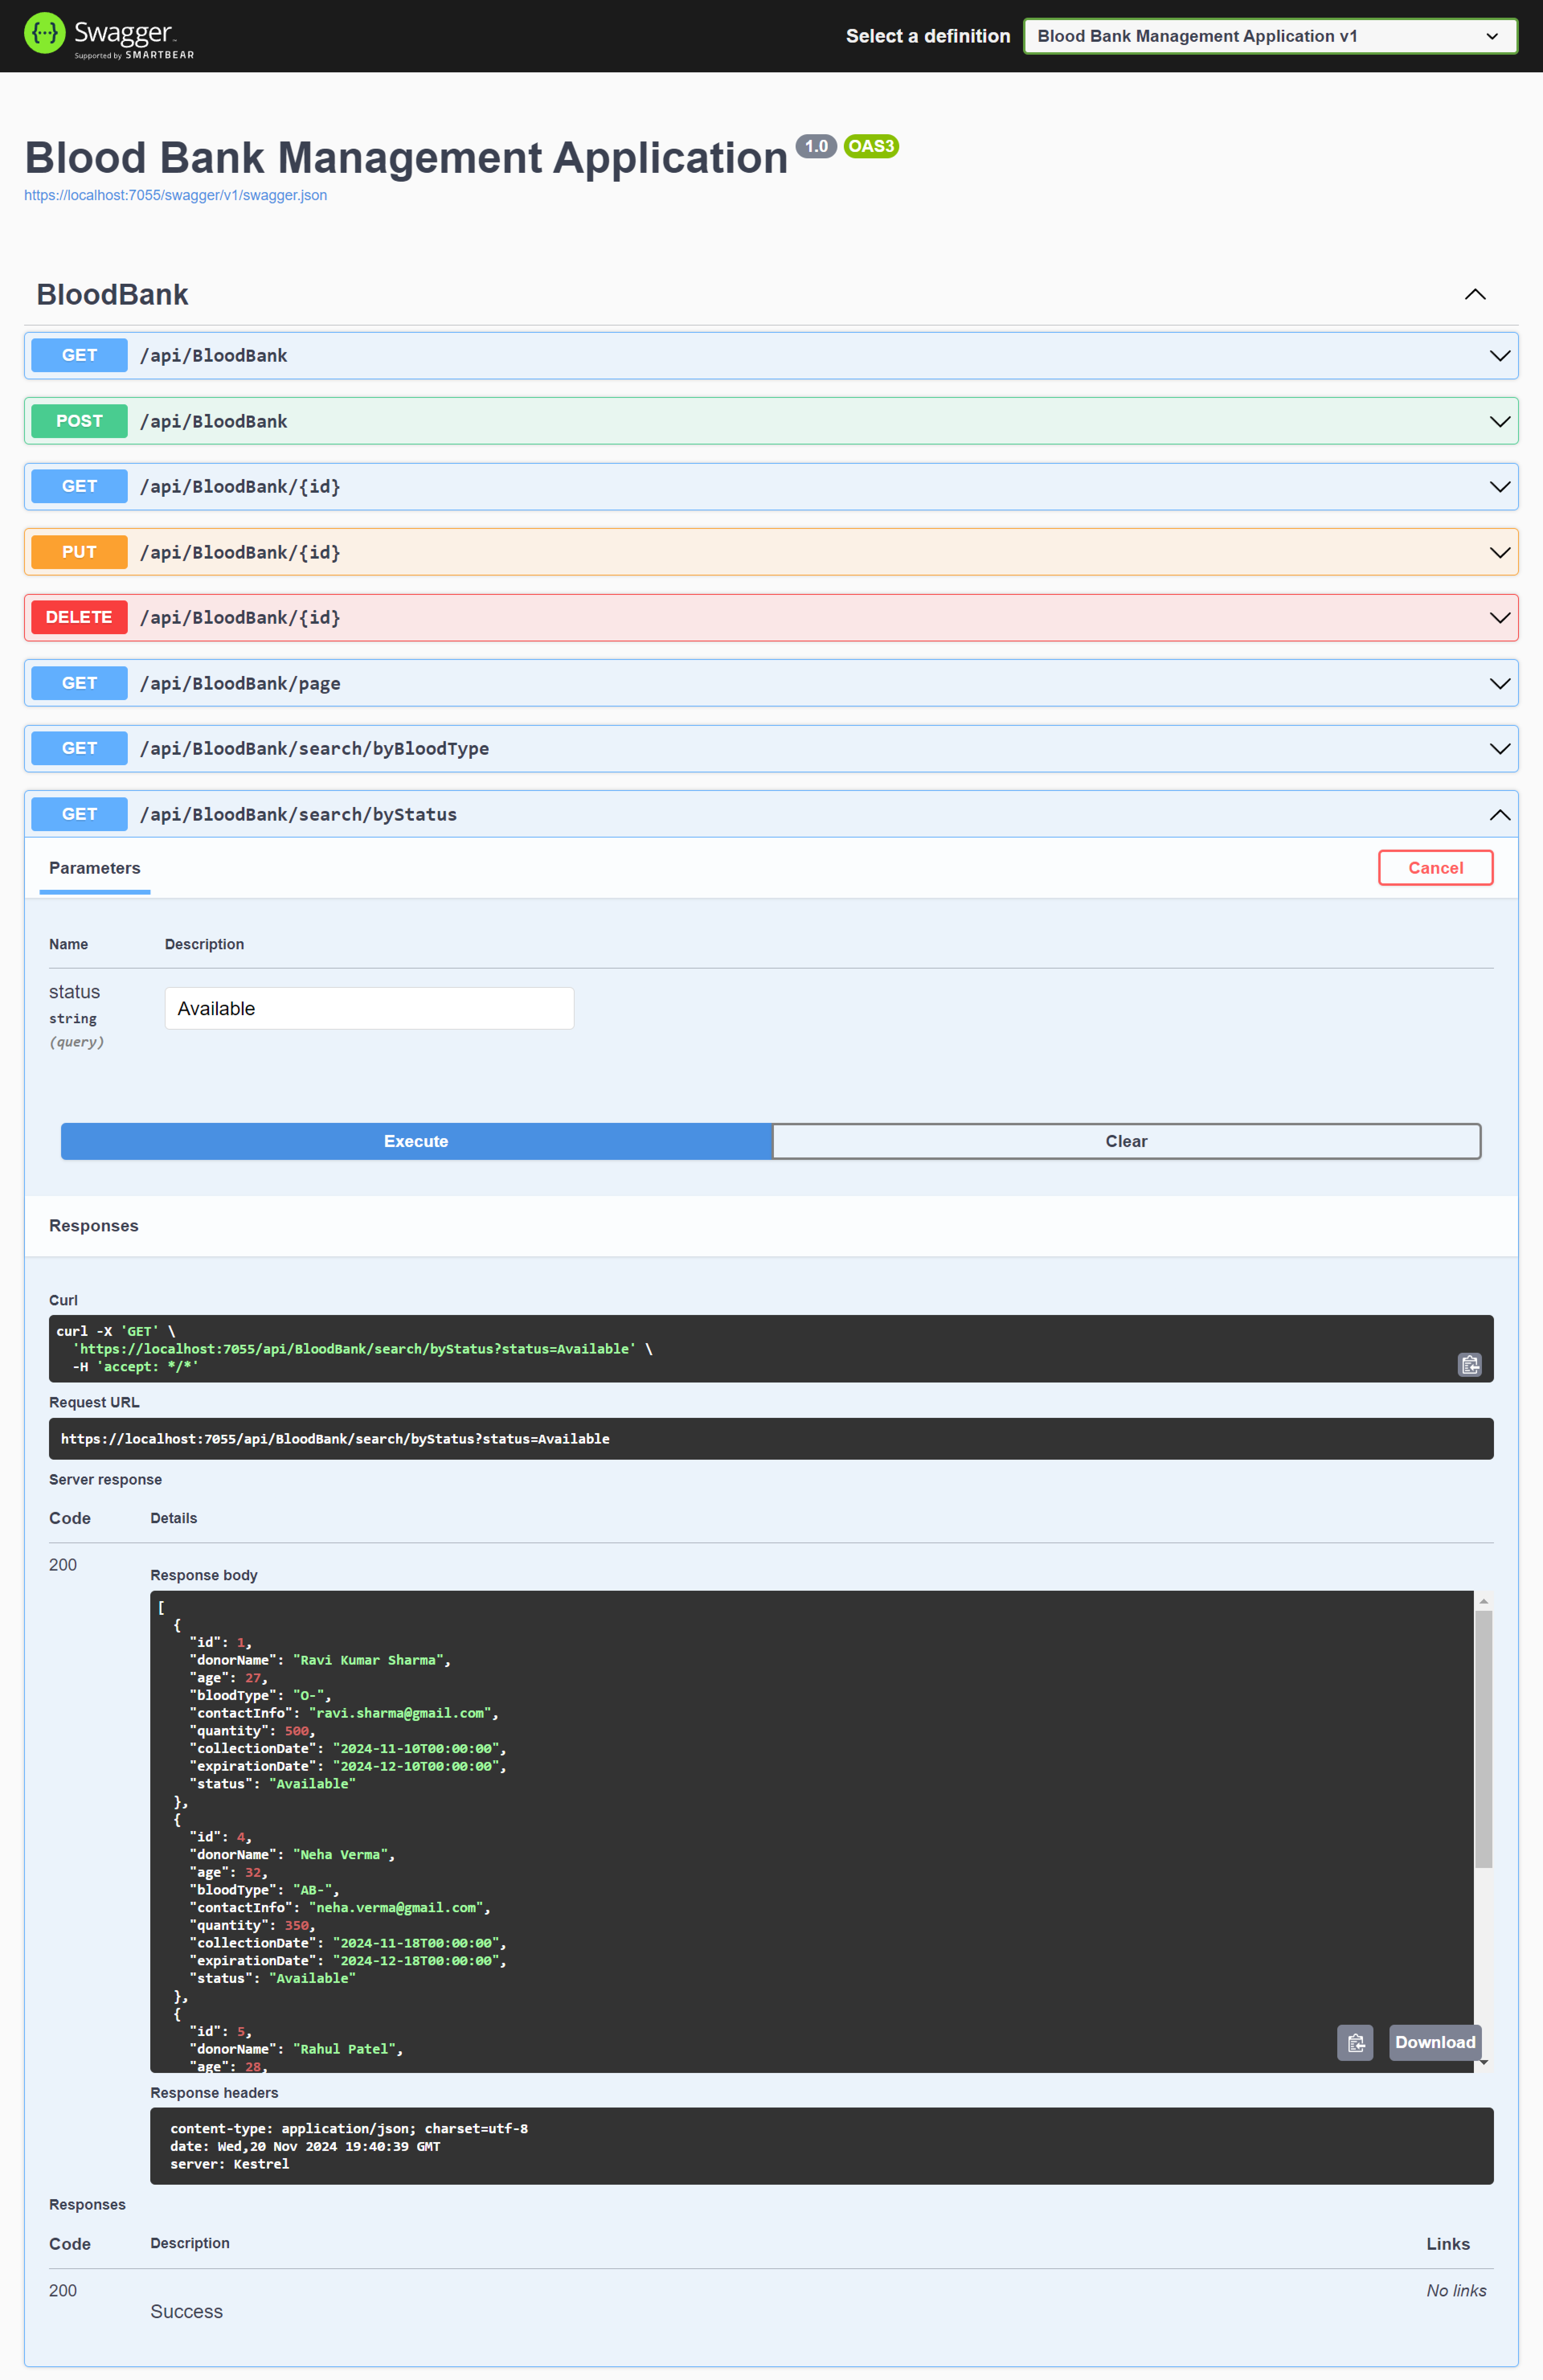 Swagger
Supported by SMARTBEAR
Select a definition
Blood Bank Management Application v1
Blood Bank Management Application 1.0 OAS3
https://localhost:7055/swagger/v1/swagger.json
BloodBank
GET /api/BloodBank
POST /api/BloodBank
GET /api/BloodBank/{id}
PUT /api/BloodBank/{id}
DELETE /api/BloodBank/{id}
GET /api/BloodBank/page
GET /api/BloodBank/search/byBloodType
GET /api/BloodBank/search/byStatus
Parameters
Cancel
Name Description
status
string
(query)
Available
Execute Clear
Responses
Curl
curl -X 'GET' \
  'https://localhost:7055/api/BloodBank/search/byStatus?status=Available' \
  -H 'accept: */*'
Request URL
https://localhost:7055/api/BloodBank/search/byStatus?status=Available
Server response
Code Details
200
Response body
[
  {
    "id": 1,
    "donorName": "Ravi Kumar Sharma",
    "age": 27,
    "bloodType": "O-",
    "contactInfo": "ravi.sharma@gmail.com",
    "quantity": 500,
    "collectionDate": "2024-11-10T00:00:00",
    "expirationDate": "2024-12-10T00:00:00",
    "status": "Available"
  },
  {
    "id": 4,
    "donorName": "Neha Verma",
    "age": 32,
    "bloodType": "AB-",
    "contactInfo": "neha.verma@gmail.com",
    "quantity": 350,
    "collectionDate": "2024-11-18T00:00:00",
    "expirationDate": "2024-12-18T00:00:00",
    "status": "Available"
  },
  {
    "id": 5,
    "donorName": "Rahul Patel",
    "age": 28,
Download
Response headers
content-type: application/json; charset=utf-8
date: Wed,20 Nov 2024 19:40:39 GMT
server: Kestrel
Responses
Code Description Links
200
Success
No links